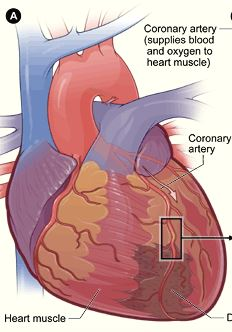 A
Coronary artery
(supplies blood
and oxygen to
heart muscle)
Coronary
artery
Heart muscle
D